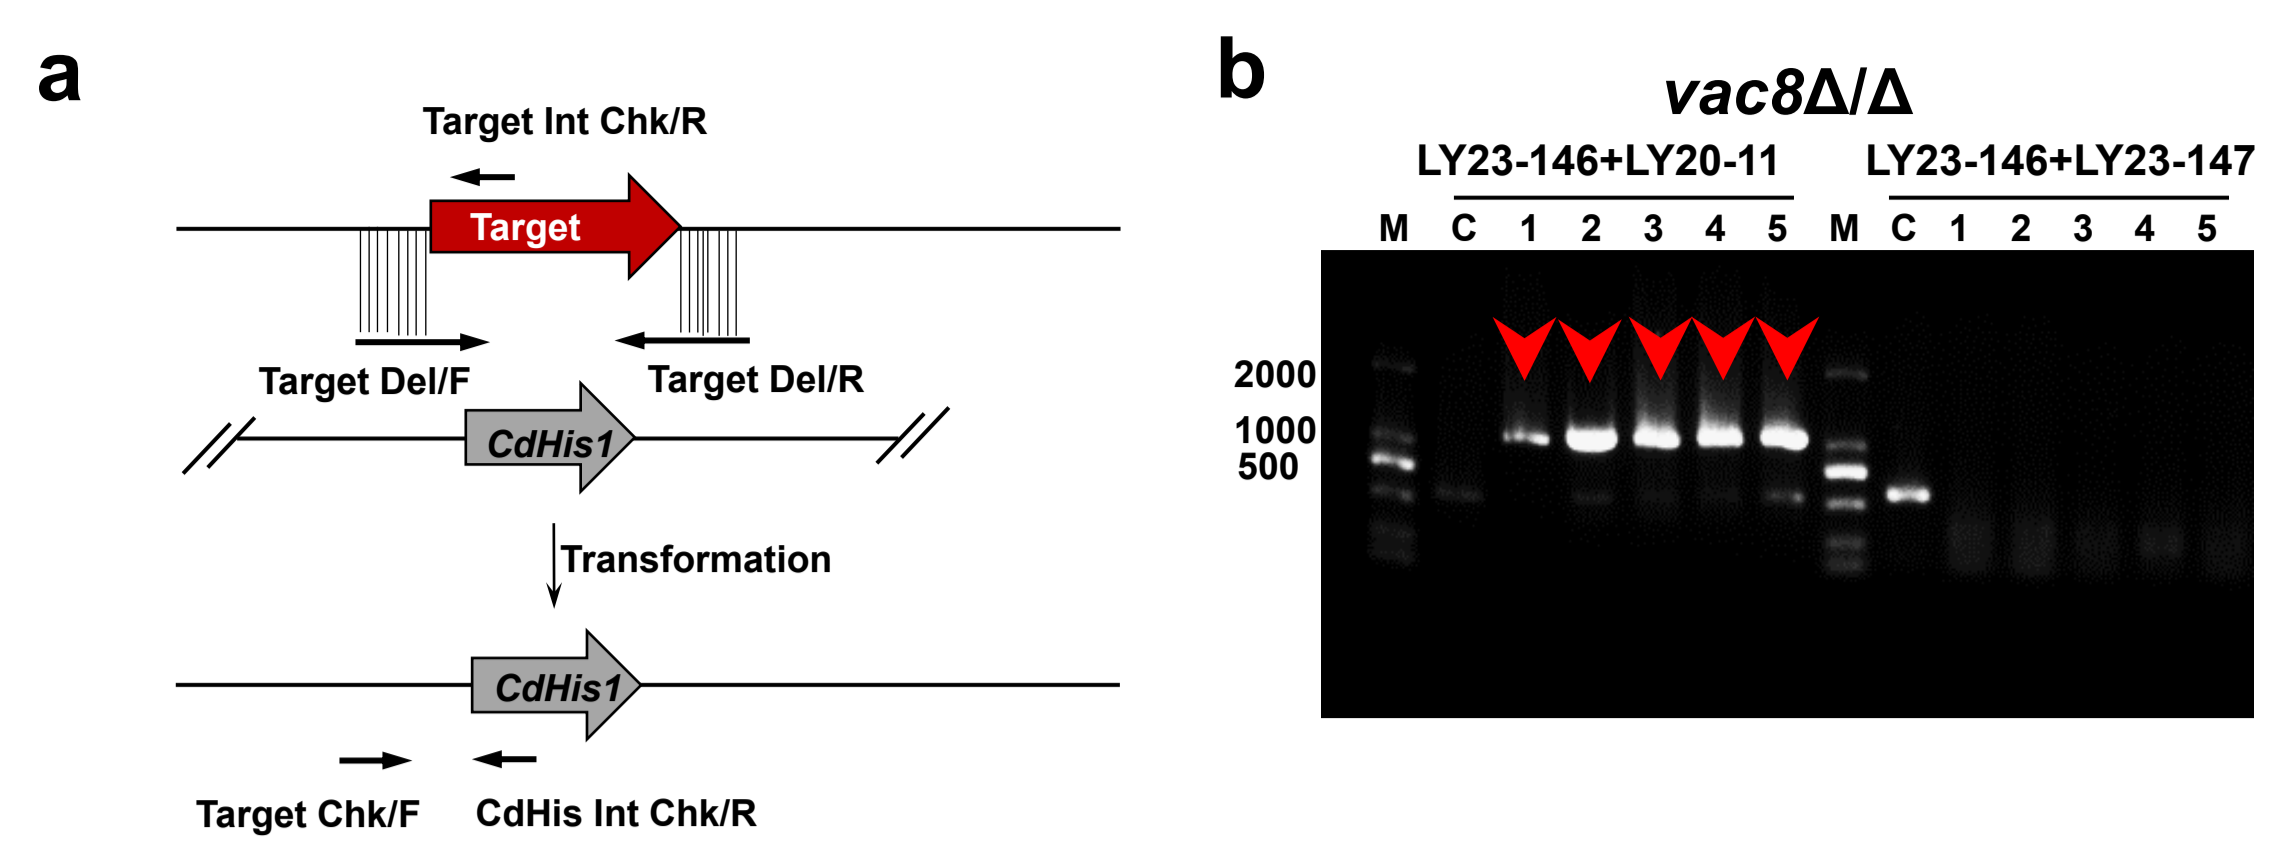 a
Target Int Chk/R
Target
Target Del/F
Target Del/R
CdHis1
Transformation
CdHis1
Target Chk/F
CdHis Int Chk/R
b
vac8Δ/Δ
LY23-146+LY20-11
LY23-146+LY23-147
M C 1 2 3 4 5 M C 1 2 3 4 5
2000
1000
500